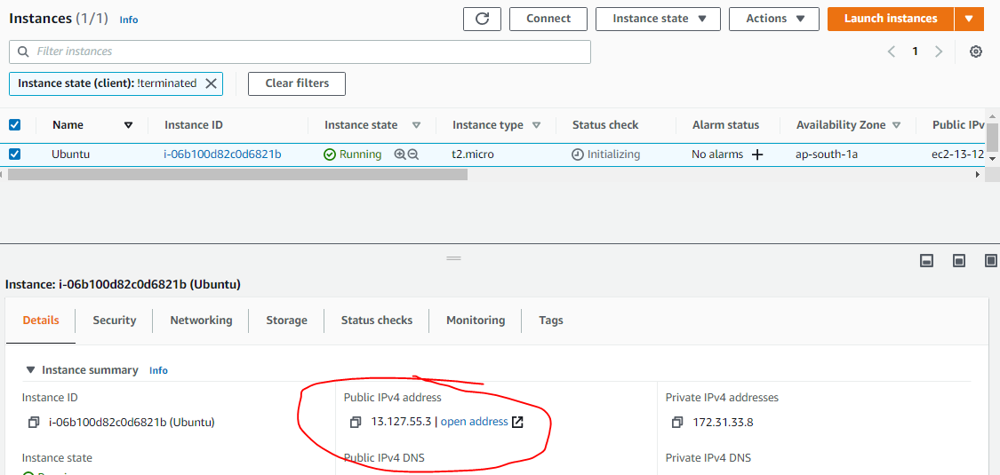 Instances (1/1) Info Connect Instance state Actions Launch instances
Filter instances 1
Instance state (client): !terminated Clear filters
Name Instance ID Instance state Instance type Status check Alarm status Availability Zone Public IPv
Ubuntu i-06b100d82c0d6821b Running t2.micro Initializing No alarms ap-south-1a ec2-13-12
Instance: i-06b100d82c0d6821b (Ubuntu)
Details Security Networking Storage Status checks Monitoring Tags
Instance summary Info
Instance ID Public IPv4 address Private IPv4 addresses
i-06b100d82c0d6821b (Ubuntu) 13.127.55.3 | open address 172.31.33.8
Instance state Public IPv4 DNS Private IPv4 DNS